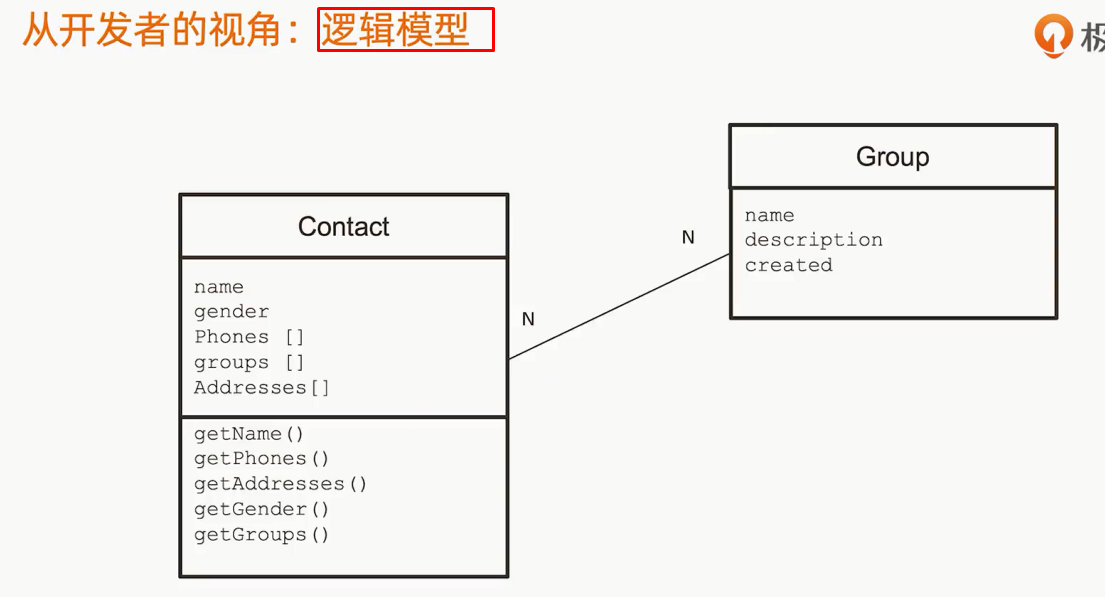 从开发者的视角：逻辑模型
极
Group
name
description
created
N
Contact
N
name
gender
Phones []
groups []
Addresses[]
getName()
getPhones()
getAddresses()
getGender()
getGroups()